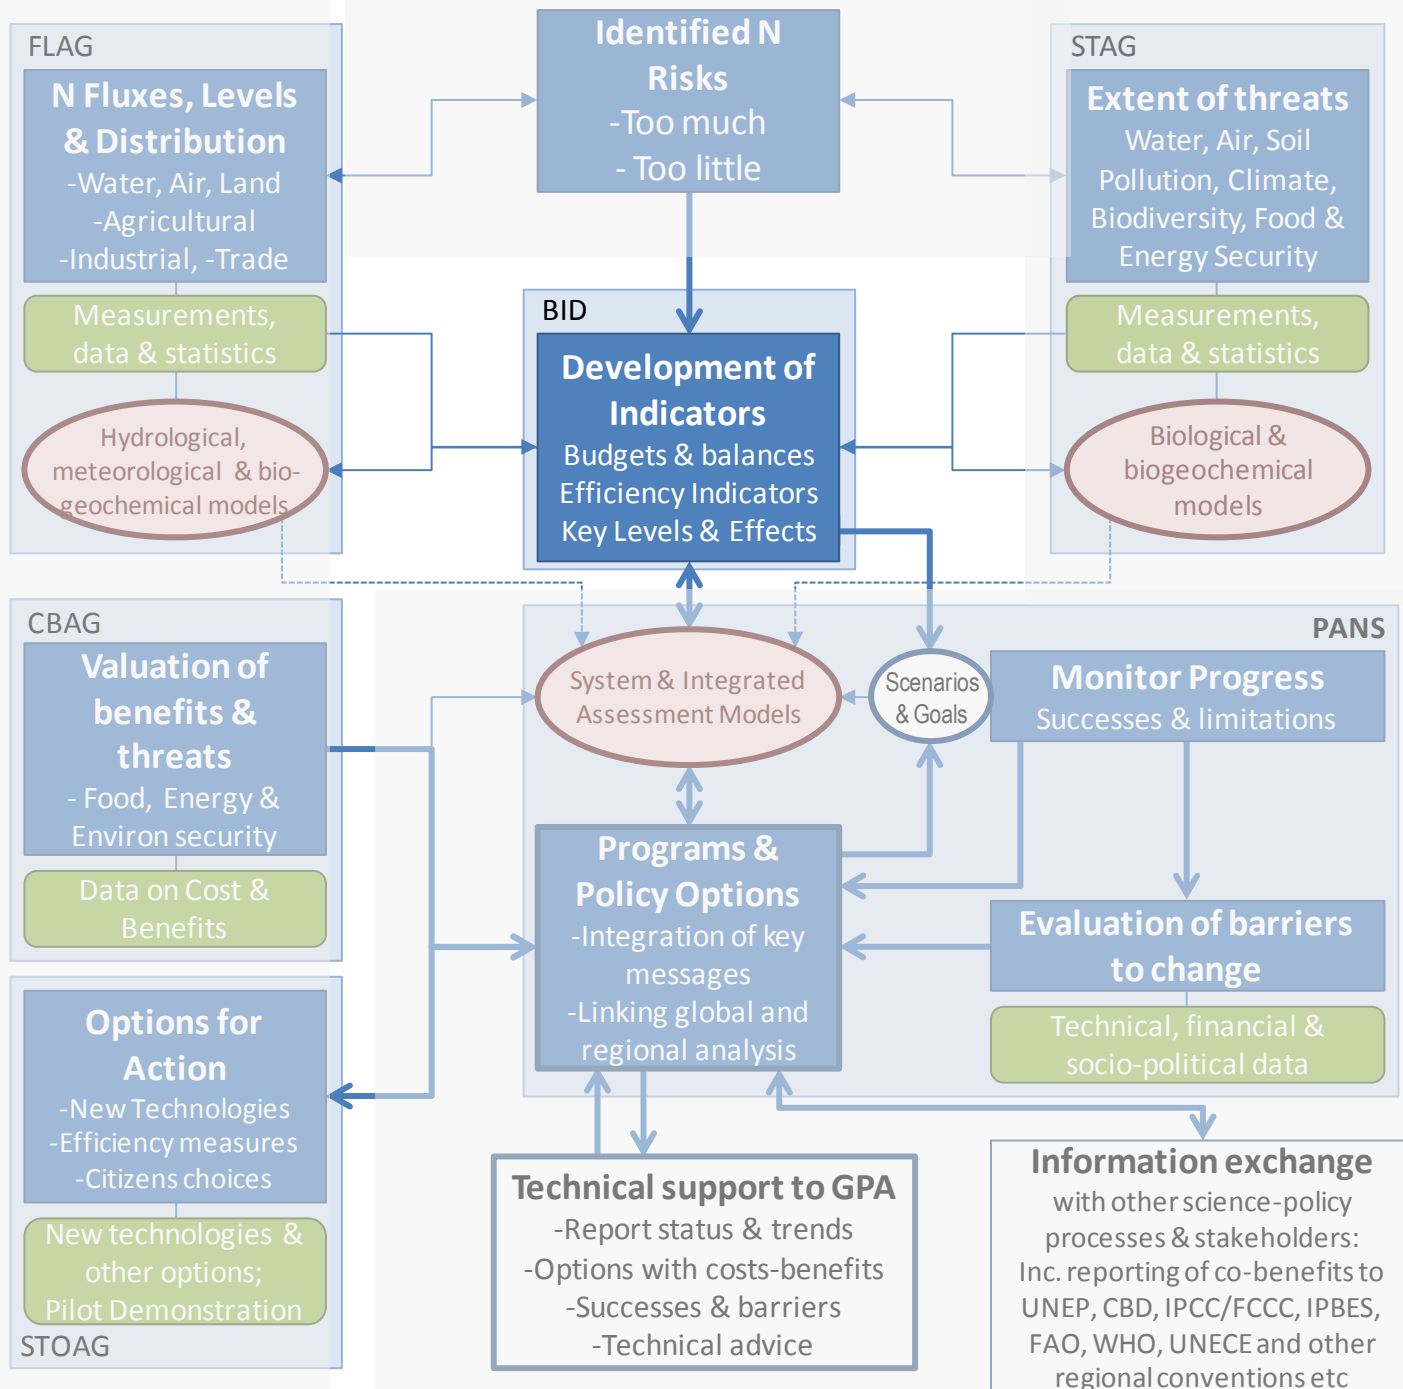 FLAG
N Fluxes, Levels
& Distribution
-Water, Air, Land
-Agricultural
-Industrial, -Trade
Measurements,
data & statistics
Hydrological,
meteorological & bio-
geochemical models
Identified N
Risks
-Too much
- Too little
STAG
Extent of threats
Water, Air, Soil
Pollution, Climate,
Biodiversity, Food &
Energy Security
Measurements,
data & statistics
Biological &
biogeochemical
models
BID
Development of
Indicators
Budgets & balances
Efficiency Indicators
Key Levels & Effects
CBAG
Valuation of
benefits &
threats
- Food, Energy &
Environ security
Data on Cost &
Benefits
Options for
Action
-New Technologies
-Efficiency measures
-Citizens choices
New technologies &
other options;
Pilot Demonstration
STOAG
PANS
System & Integrated
Assessment Models
Scenarios
& Goals
Monitor Progress
Successes & limitations
Programs &
Policy Options
-Integration of key
messages
-Linking global and
regional analysis
Evaluation of barriers
to change
Technical, financial &
socio-political data
Technical support to GPA
-Report status & trends
-Options with costs-benefits
-Successes & barriers
-Technical advice
Information exchange
with other science-policy
processes & stakeholders:
Inc. reporting of co-benefits to
UNEP, CBD, IPCC/FCCC, IPBES,
FAO, WHO, UNECE and other
regional conventions etc